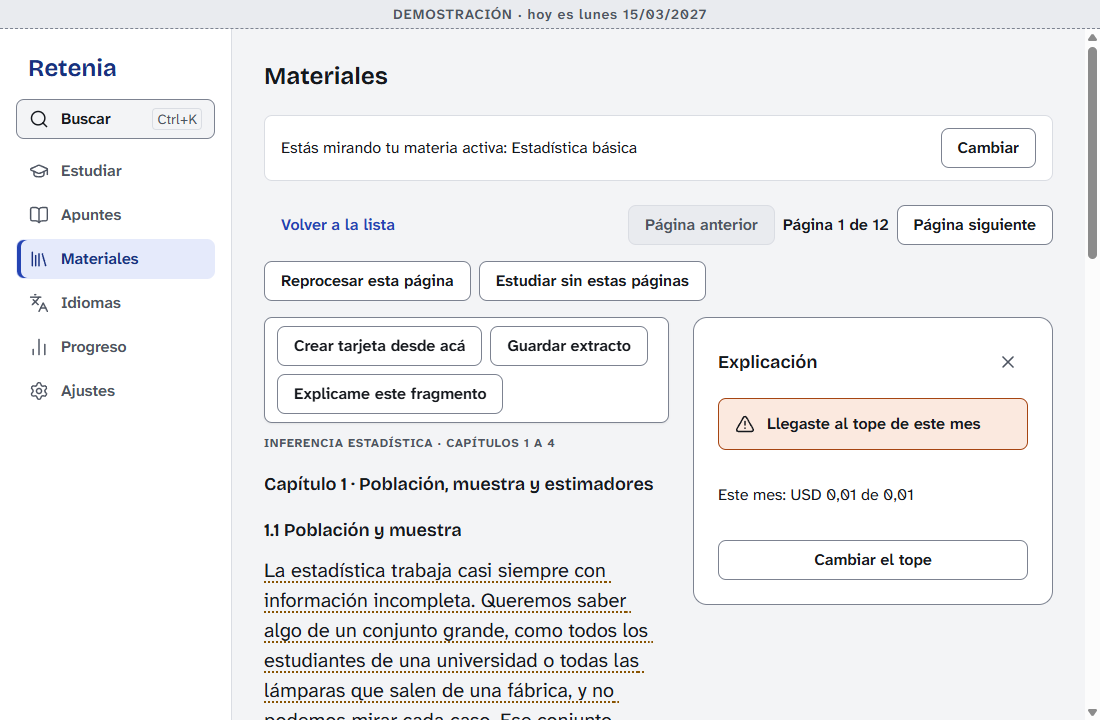 DEMOSTRACIÓN · hoy es lunes 15/03/2027
Retenia
Buscar Ctrl+K
Estudiar
Apuntes
Materiales
Idiomas
Progreso
Ajustes
Materiales
Estás mirando tu materia activa: Estadística básica
Cambiar
Volver a la lista
Página anterior
Página 1 de 12
Página siguiente
Reprocesar esta página
Estudiar sin estas páginas
Crear tarjeta desde acá
Guardar extracto
Explicame este fragmento
INFERENCIA ESTADÍSTICA · CAPÍTULOS 1 A 4
Capítulo 1 · Población, muestra y estimadores
1.1 Población y muestra
La estadística trabaja casi siempre con
información incompleta. Queremos saber
algo de un conjunto grande, como todos los
estudiantes de una universidad o todas las
lámparas que salen de una fábrica, y no
podemos mirar cada caso. Ese conjunto
Explicación
Llegaste al tope de este mes
Este mes: USD 0,01 de 0,01
Cambiar el tope